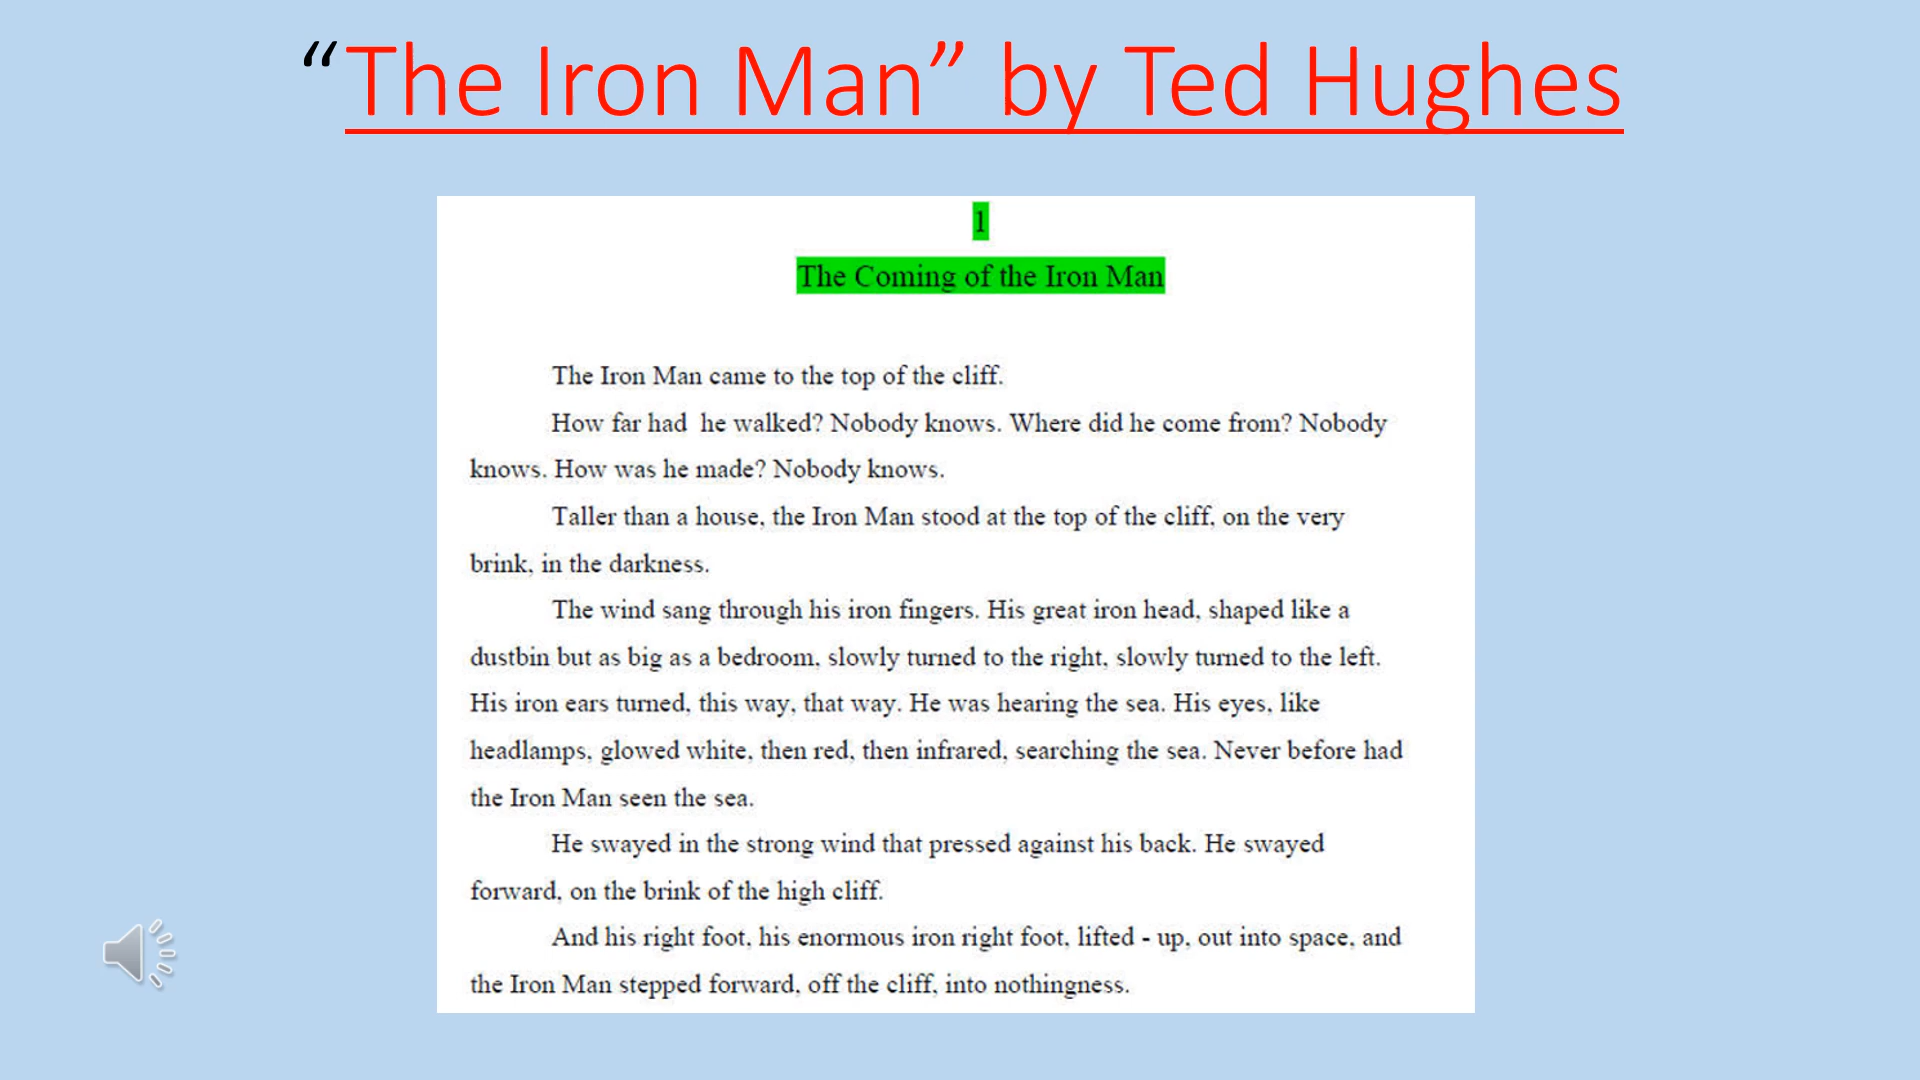 “The Iron Man” by Ted Hughes
1
The Coming of the Iron Man
The Iron Man came to the top of the cliff.
How far had  he walked? Nobody knows. Where did he come from? Nobody
knows. How was he made? Nobody knows.
Taller than a house, the Iron Man stood at the top of the cliff, on the very
brink, in the darkness.
The wind sang through his iron fingers. His great iron head, shaped like a
dustbin but as big as a bedroom, slowly turned to the right, slowly turned to the left.
His iron ears turned, this way, that way. He was hearing the sea. His eyes, like
headlamps, glowed white, then red, then infrared, searching the sea. Never before had
the Iron Man seen the sea.
He swayed in the strong wind that pressed against his back. He swayed
forward, on the brink of the high cliff.
And his right foot, his enormous iron right foot, lifted - up, out into space, and
the Iron Man stepped forward, off the cliff, into nothingness.